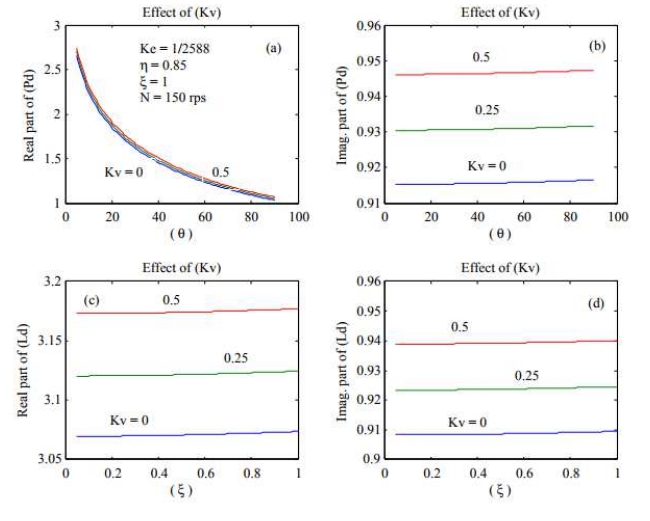 Effect of (Kv)
Real part of (Pd)
3
2.5
2
1.5
1
0
20
40
60
80
100
( θ )
(a)
Ke = 1/2588
η = 0.85
ξ = 1
N = 150 rps
Kv = 0
0.5
Effect of (Kv)
Imag. part of (Pd)
0.96
0.95
0.94
0.93
0.92
0.91
0
20
40
60
80
100
( θ )
(b)
0.5
0.25
Kv = 0
Effect of (Kv)
Real part of (Ld)
3.2
3.15
3.1
3.05
0
0.2
0.4
0.6
0.8
1
( ξ )
(c)
0.5
0.25
Kv = 0
Effect of (Kv)
Imag. part of (Ld)
0.96
0.95
0.94
0.93
0.92
0.91
0.9
0
0.2
0.4
0.6
0.8
1
( ξ )
(d)
0.5
0.25
Kv = 0